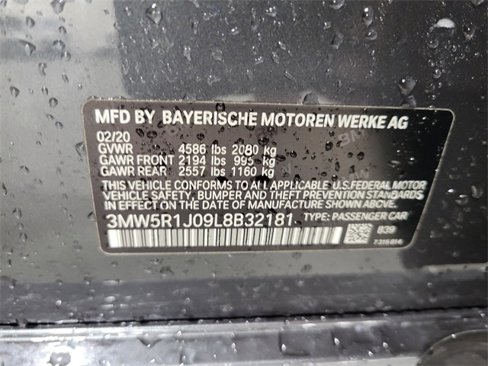 MFD BY BAYERISCHE MOTOREN WERKE AG
02/20
GVWR 4586 lbs 2080 kg
GAWR FRONT 2194 lbs 995 kg
GAWR REAR 2557 lbs 1160 kg
THIS VEHICLE CONFORMS TO ALL APPLICABLE U.S.FEDERAL MOTOR
VEHICLE SAFETY, BUMPER, AND THEFT PREVENTION STANDARDS
IN EFFECT ON THE DATE OF MANUFACTURE SHOWN ABOVE.
3MW5R1J09L8B32181 TYPE: PASSENGER CAR
B39